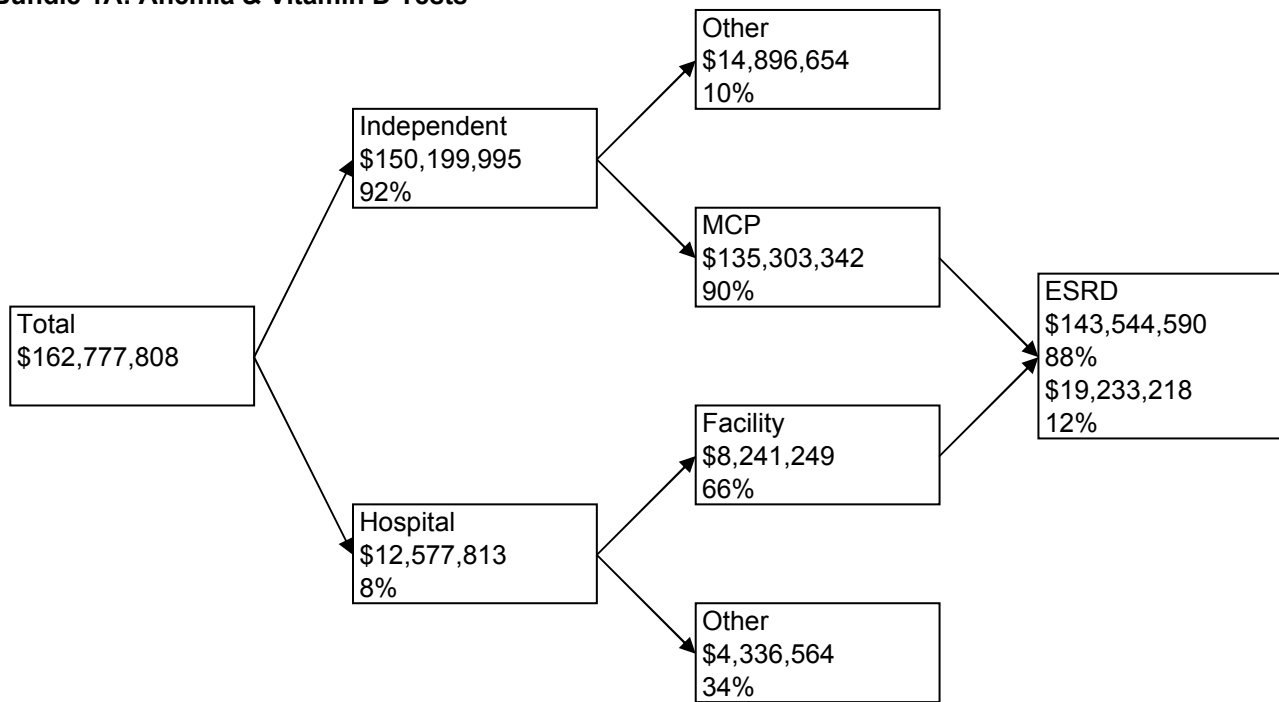 Anemia & Vitamin D Tests
Total
$162,777,808
Independent
$150,199,995
92%
Hospital
$12,577,813
8%
Other
$14,896,654
10%
MCP
$135,303,342
90%
Facility
$8,241,249
66%
Other
$4,336,564
34%
ESRD
$143,544,590
88%
$19,233,218
12%